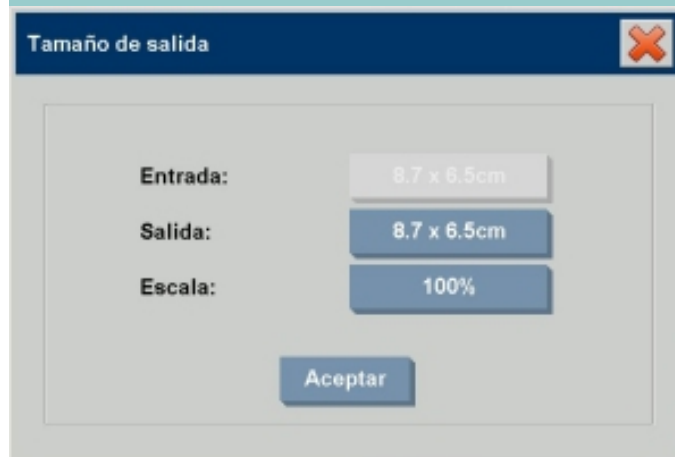 Tamaño de salida
Entrada: 8.7 x 6.5cm
Salida: 8.7 x 6.5cm
Escala: 100%
Aceptar